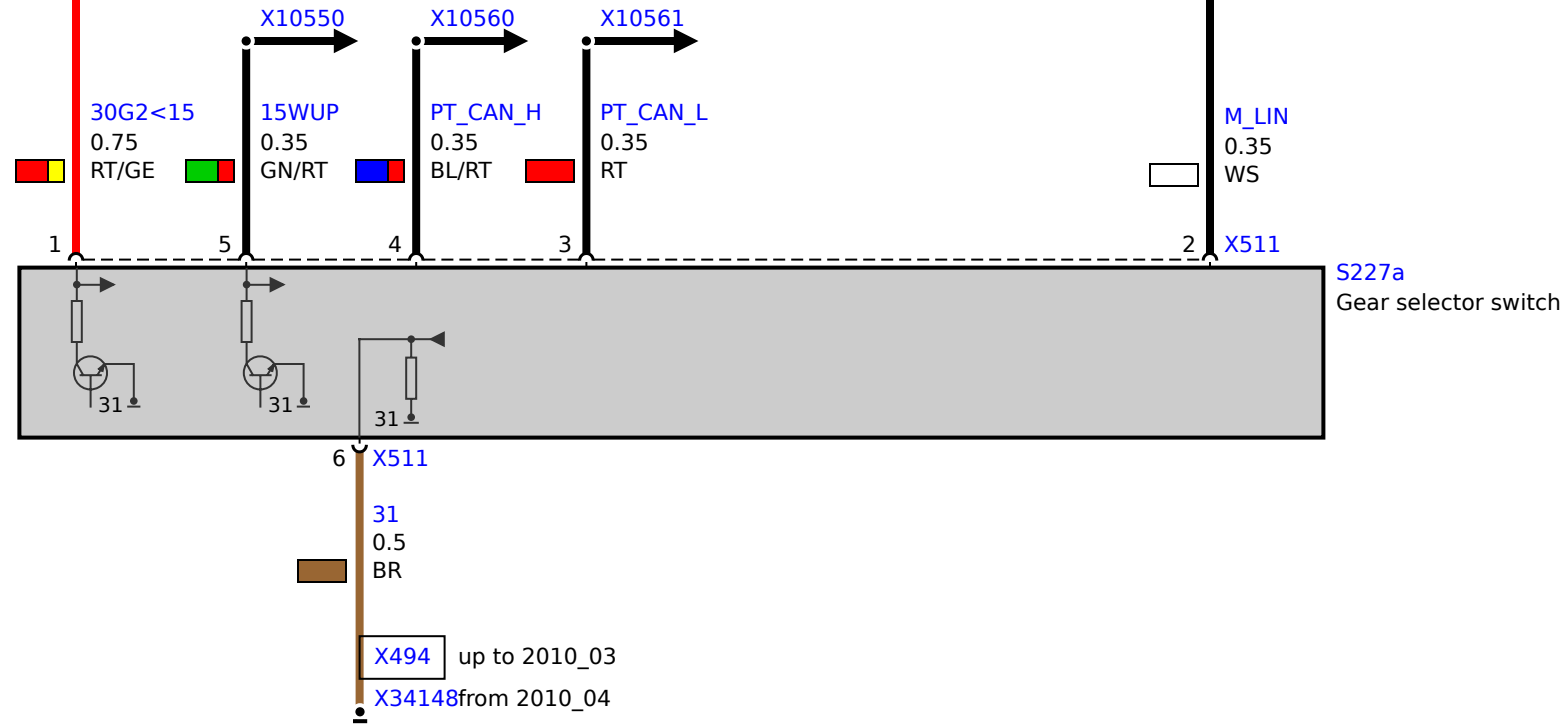 X10550
X10560
X10561
30G2<15
0.75
RT/GE
15WUP
0.35
GN/RT
PT_CAN_H
0.35
BL/RT
PT_CAN_L
0.35
RT
M_LIN
0.35
WS
1
5
4
3
2 X511
S227a
Gear selector switch
31
31
31
6 X511
31
0.5
BR
X494 up to 2010_03
X34148 from 2010_04